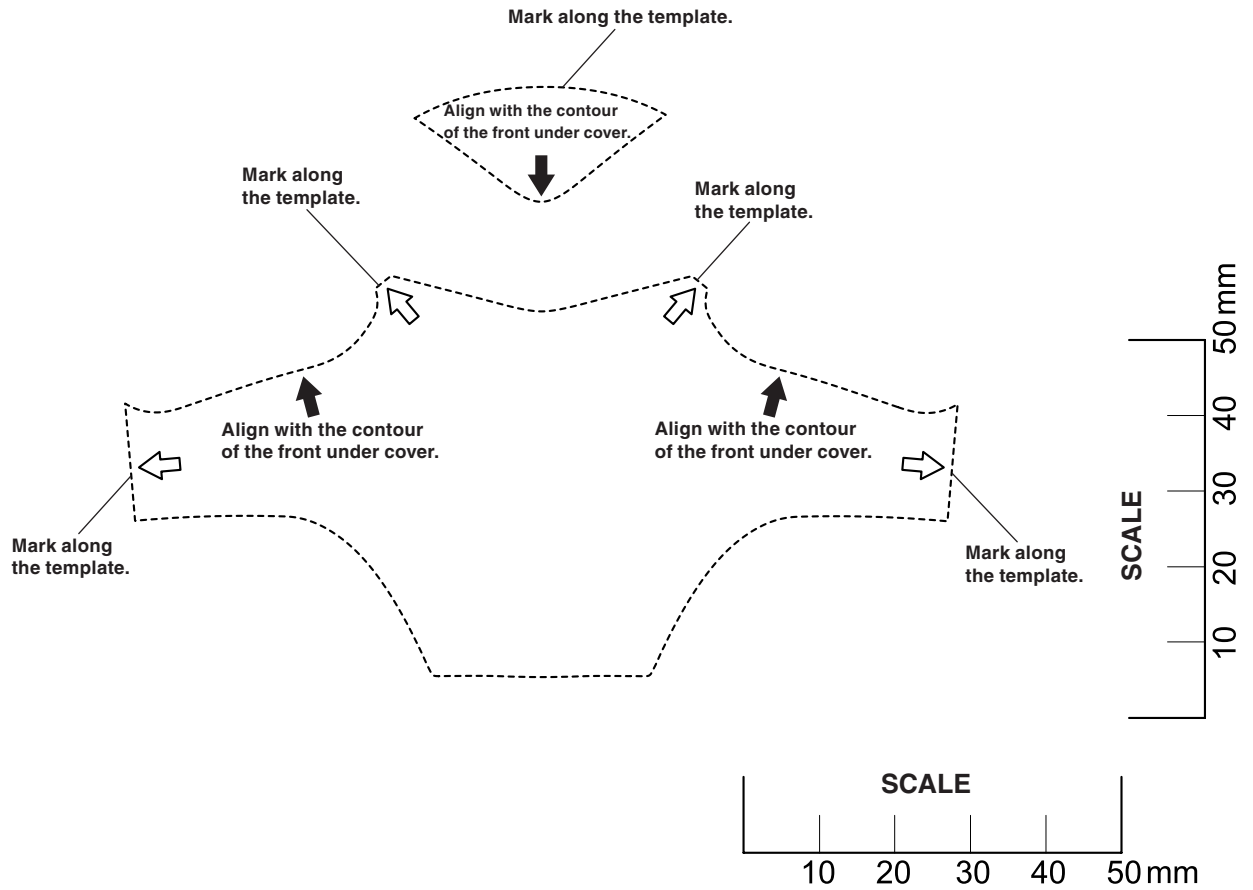 Mark along the template.
Align with the contour
of the front under cover.
Mark along
the template.
Mark along
the template.
Align with the contour
of the front under cover.
Align with the contour
of the front under cover.
Mark along
the template.
Mark along
the template.
50 mm
40
30
20
10
SCALE
SCALE
10 20 30 40 50 mm